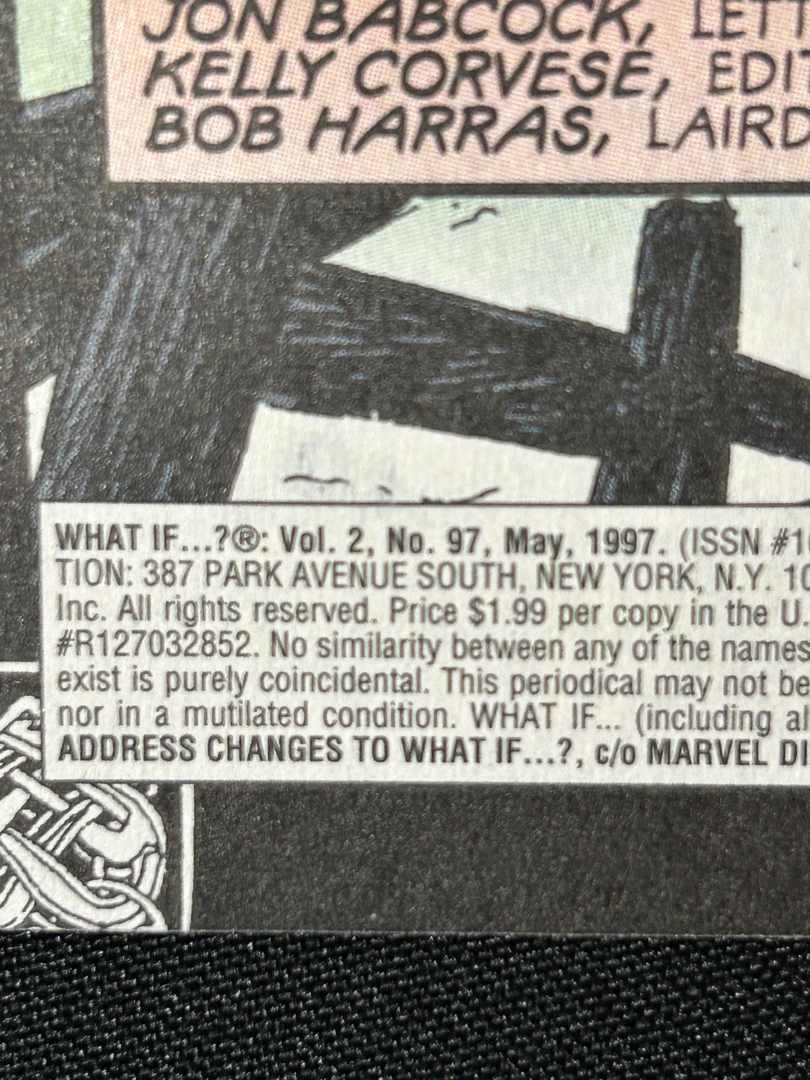 JON BABCOCK, LETT
KELLY CORVESE, EDIT
BOB HARRAS, LAIRD
WHAT IF...?®: Vol. 2, No. 97, May, 1997. (ISSN #1
TION: 387 PARK AVENUE SOUTH, NEW YORK, N.Y. 10
Inc. All rights reserved. Price $1.99 per copy in the U.
#R127032852. No similarity between any of the names
exist is purely coincidental. This periodical may not be
nor in a mutilated condition. WHAT IF... (including al
ADDRESS CHANGES TO WHAT IF...?, c/o MARVEL DI